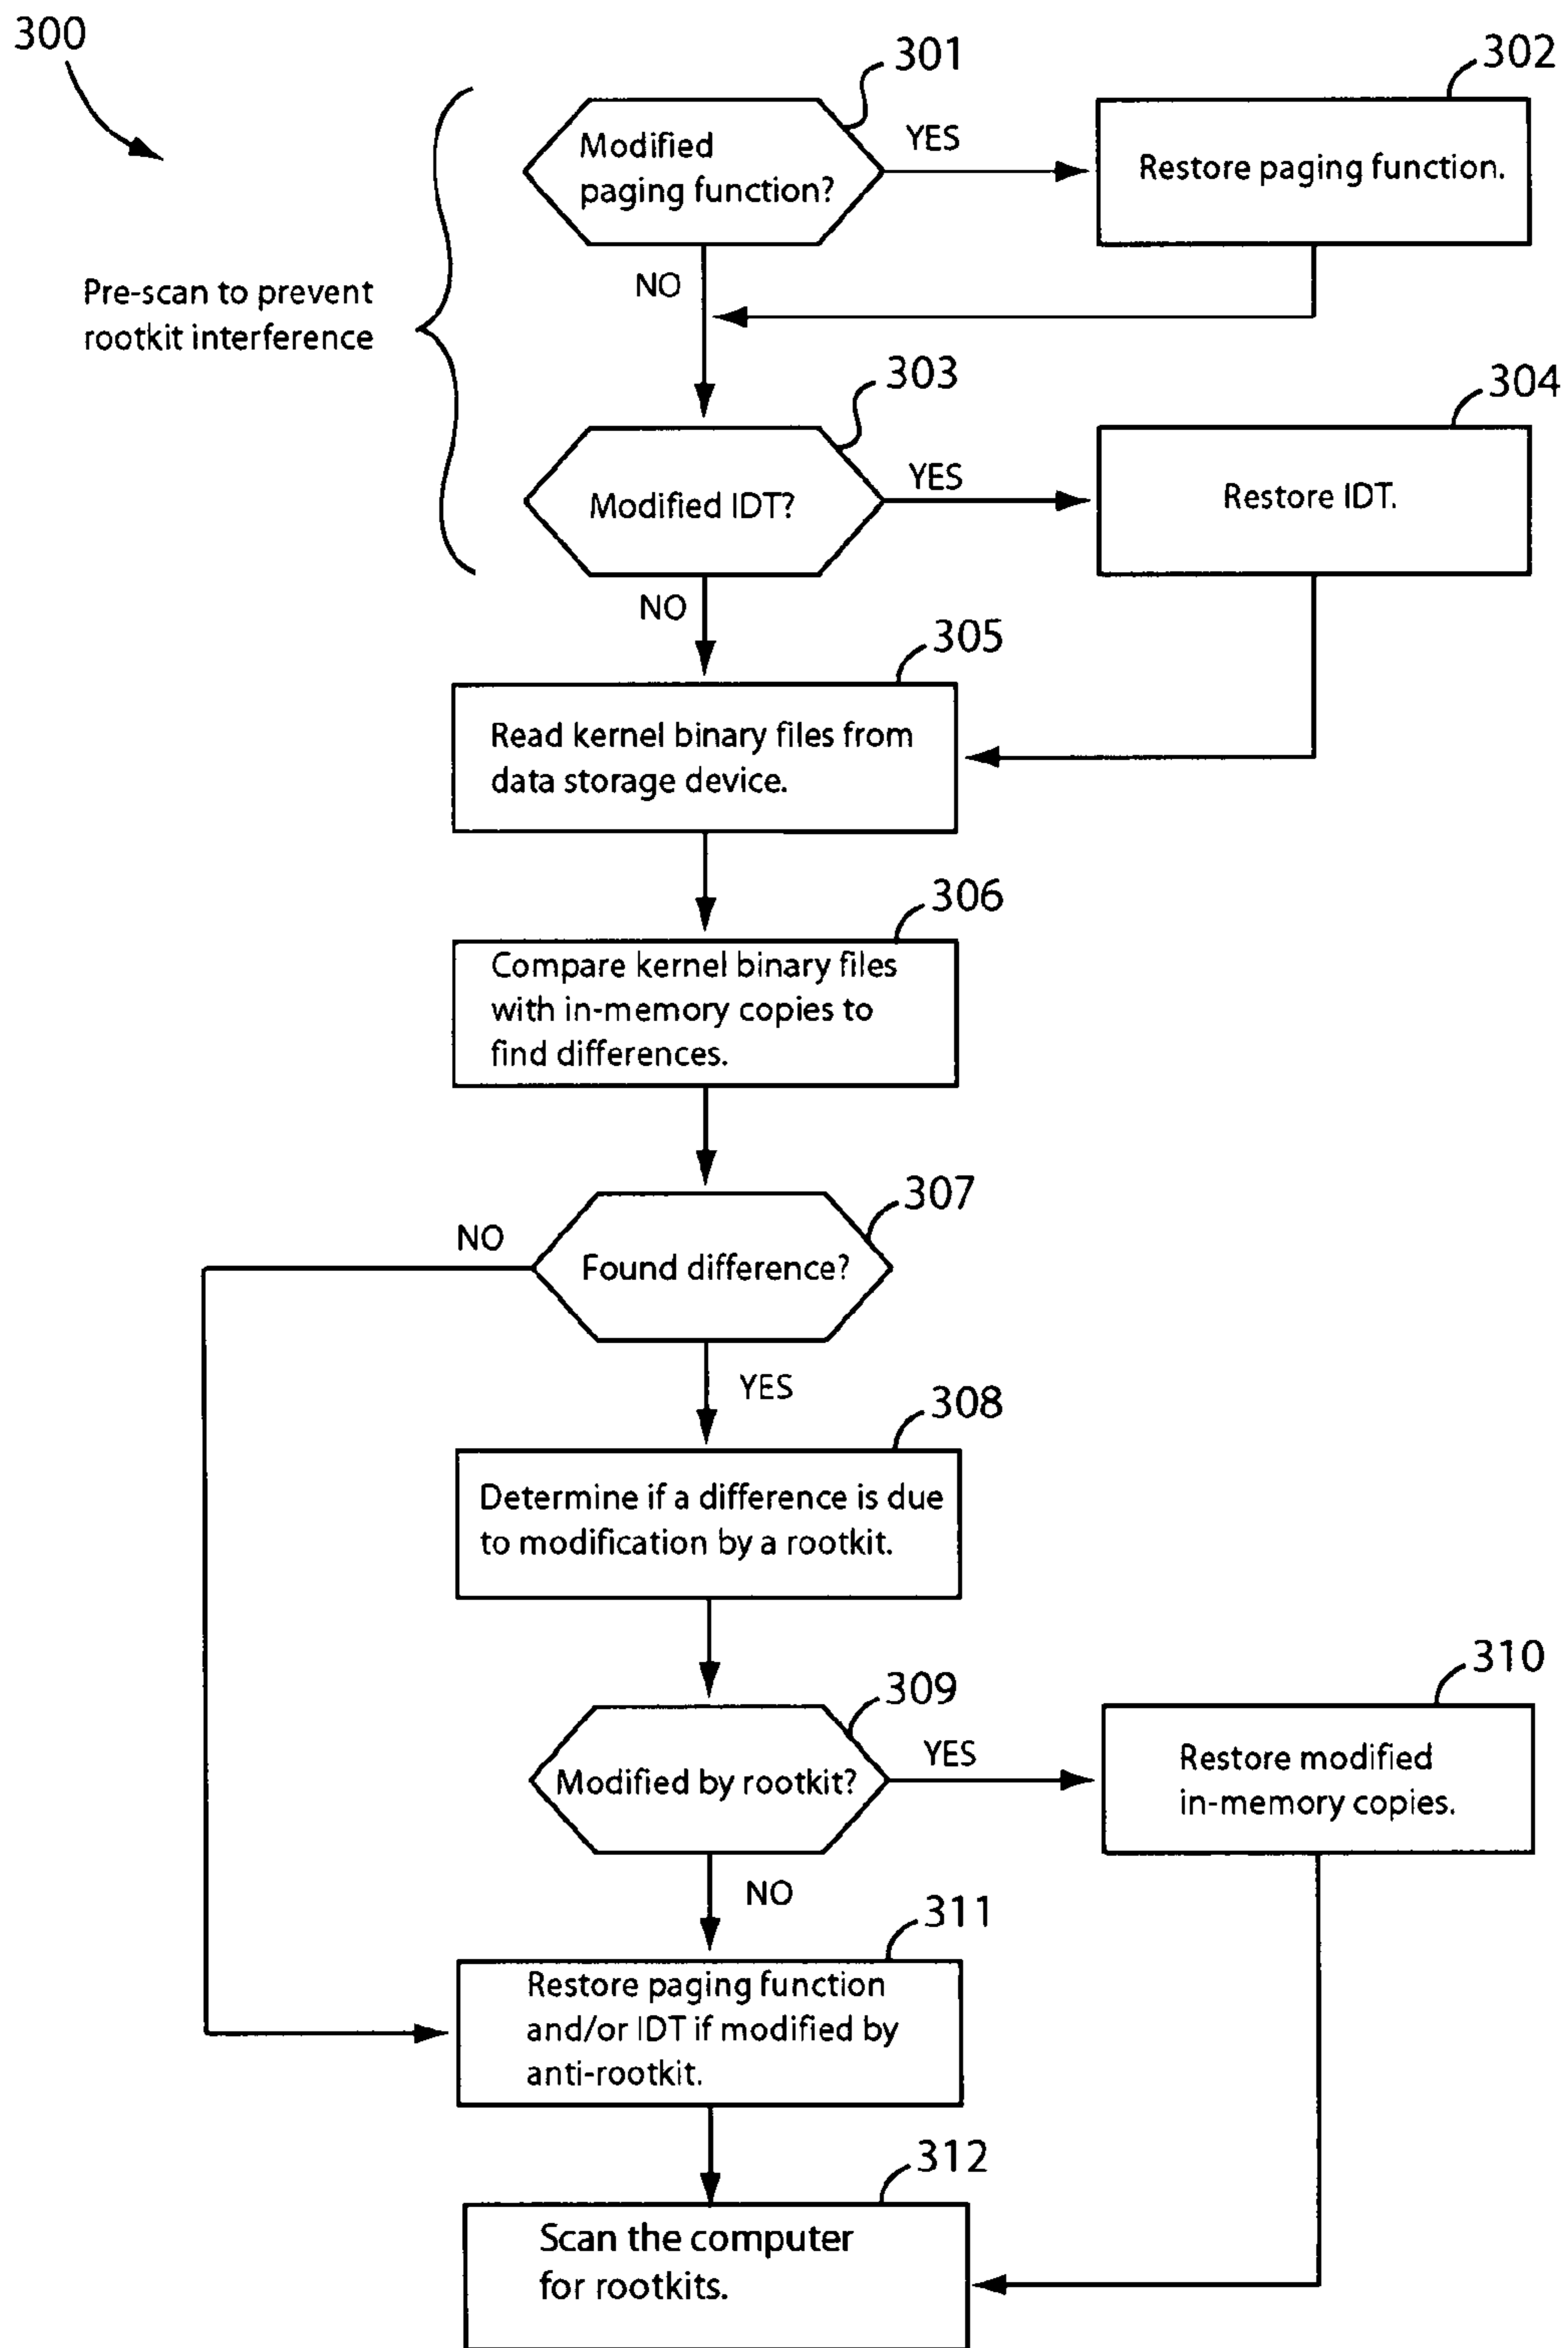 300
301
302
Modified
paging function?
YES
Restore paging function.
NO
Pre-scan to prevent
rootkit interference
303
304
Modified IDT?
YES
Restore IDT.
NO
305
Read kernel binary files from
data storage device.
306
Compare kernel binary files
with in-memory copies to
find differences.
307
NO
Found difference?
YES
308
Determine if a difference is due
to modification by a rootkit.
309
310
Modified by rootkit?
YES
Restore modified
in-memory copies.
NO
311
Restore paging function
and/or IDT if modified by
anti-rootkit.
312
Scan the computer
for rootkits.